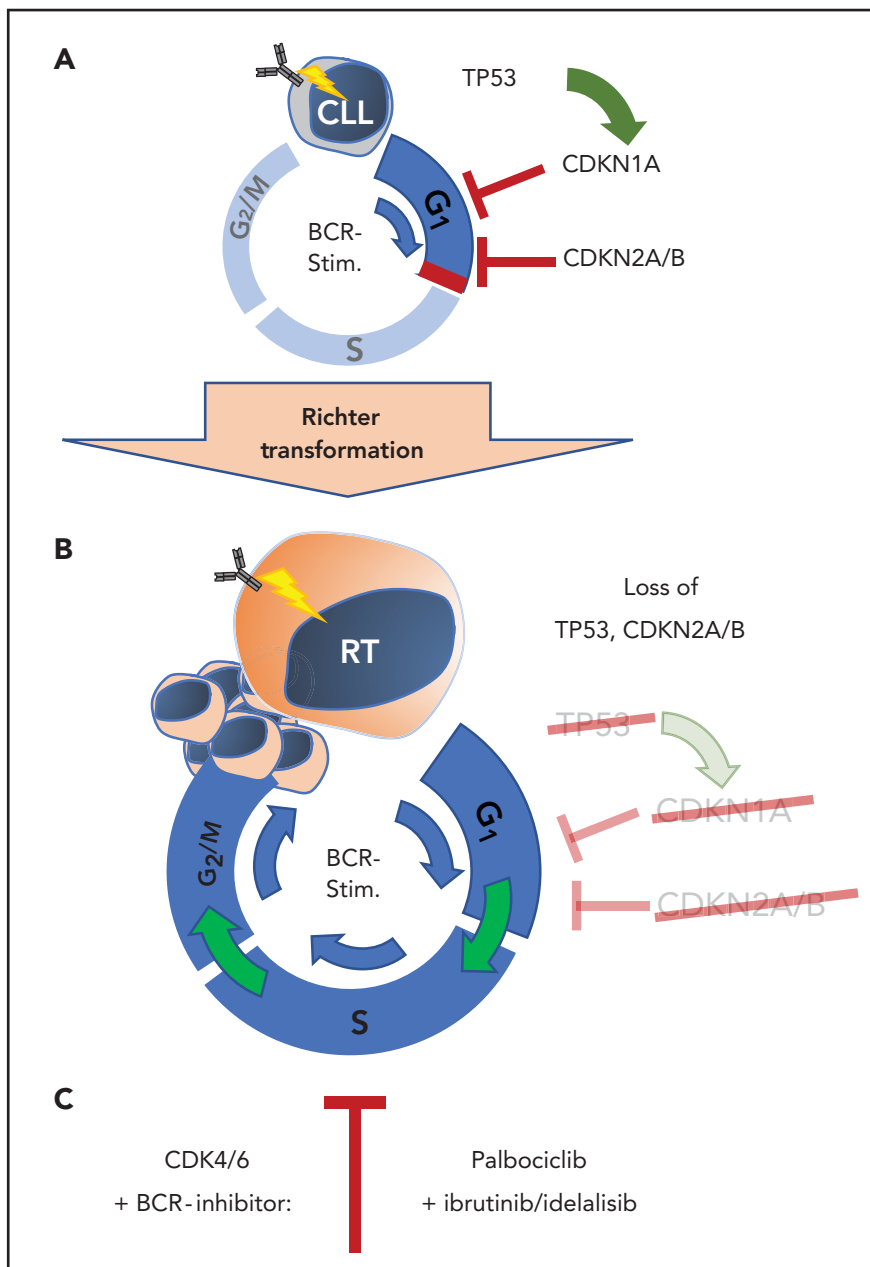 A
TP53
CLL
CDKN1A
G2/M
G1
BCR-
Stim.
CDKN2A/B
S
Richter
transformation
B
Loss of
TP53, CDKN2A/B
RT
TP53
CDKN1A
G1
G2/M
BCR-
Stim.
CDKN2A/B
S
C
CDK4/6
+ BCR-inhibitor:
Palbociclib
+ ibrutinib/idelalisib